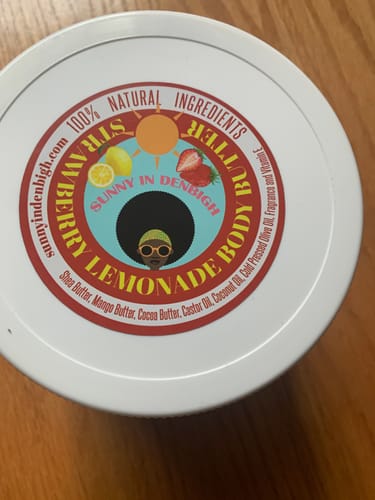 100% NATURAL INGREDIENTS
sunnyindenbigh.com
STRAWBERRY LEMONADE BODY BUTTER
SUNNY IN DENBIGH
Shea Butter, Mango Butter, Cocoa Butter, Castor Oil, Coconut Oil, Cold Pressed Olive Oil, Fragrance and Vitamin E